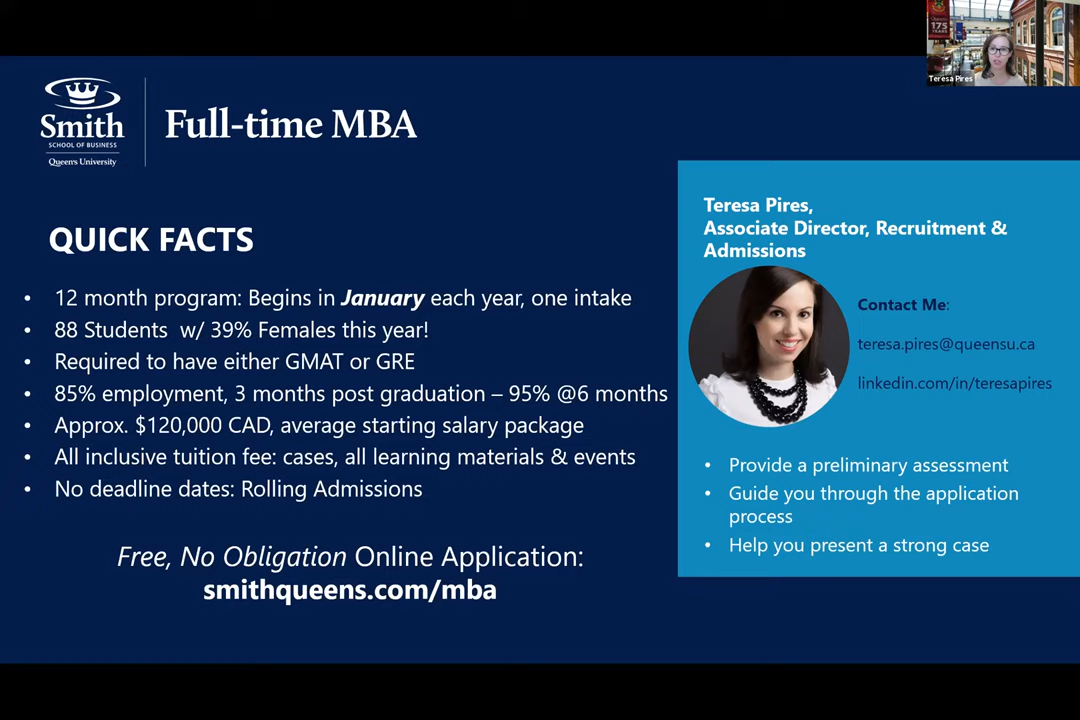 Queen's
175
YEARS
Teresa Pires
Smith
SCHOOL OF BUSINESS
Queen's University
Full-time MBA
QUICK FACTS
• 12 month program: Begins in January each year, one intake
• 88 Students w/ 39% Females this year!
• Required to have either GMAT or GRE
• 85% employment, 3 months post graduation – 95% @6 months
• Approx. $120,000 CAD, average starting salary package
• All inclusive tuition fee: cases, all learning materials & events
• No deadline dates: Rolling Admissions
Free, No Obligation Online Application:
smithqueens.com/mba
Teresa Pires,
Associate Director, Recruitment &
Admissions
Contact Me:
teresa.pires@queensu.ca
linkedin.com/in/teresapires
• Provide a preliminary assessment
• Guide you through the application
process
• Help you present a strong case